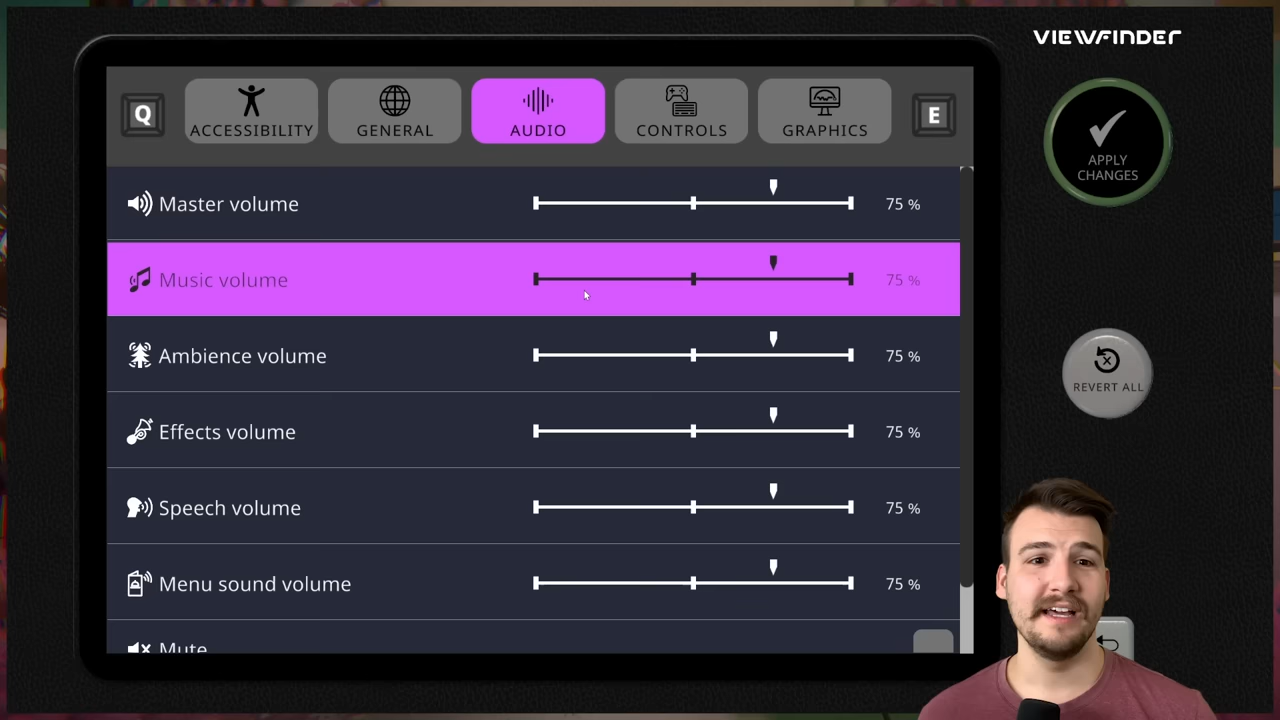 VIEWFINDER
Q
ACCESSIBILITY
GENERAL
AUDIO
CONTROLS
GRAPHICS
E
APPLY
CHANGES
Master volume
75 %
Music volume
75 %
Ambience volume
75 %
REVERT ALL
Effects volume
75 %
Speech volume
75 %
Menu sound volume
75 %
Mute